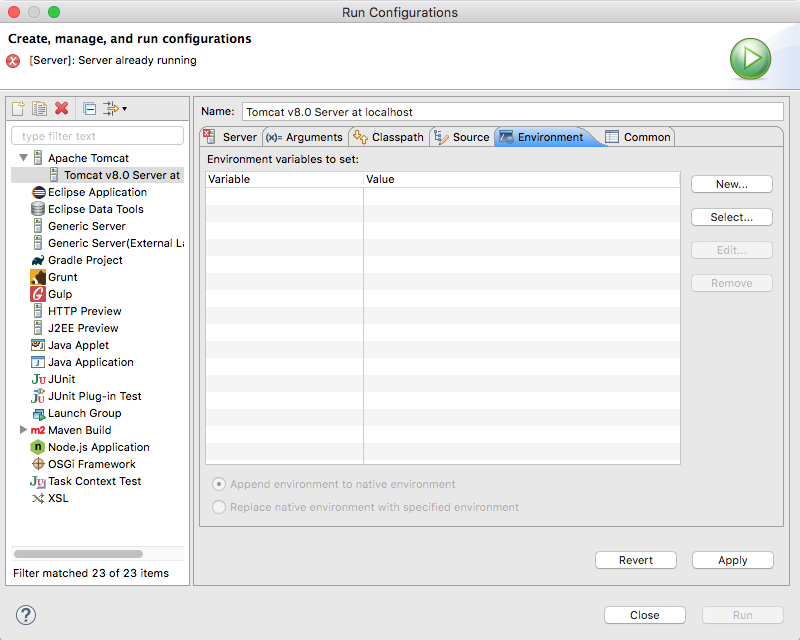 Run Configurations
Create, manage, and run configurations
[Server]: Server already running
type filter text
Apache Tomcat
Tomcat v8.0 Server at
Eclipse Application
Eclipse Data Tools
Generic Server
Generic Server(External La
Gradle Project
Grunt
Gulp
HTTP Preview
J2EE Preview
Java Applet
Java Application
JUnit
JUnit Plug-in Test
Launch Group
m2 Maven Build
Node.js Application
OSGi Framework
Task Context Test
XSL
Filter matched 23 of 23 items
Name: Tomcat v8.0 Server at localhost
Server (x)= Arguments Classpath Source Environment Common
Environment variables to set:
Variable Value
New...
Select...
Edit...
Remove
Append environment to native environment
Replace native environment with specified environment
Revert Apply
? Close Run